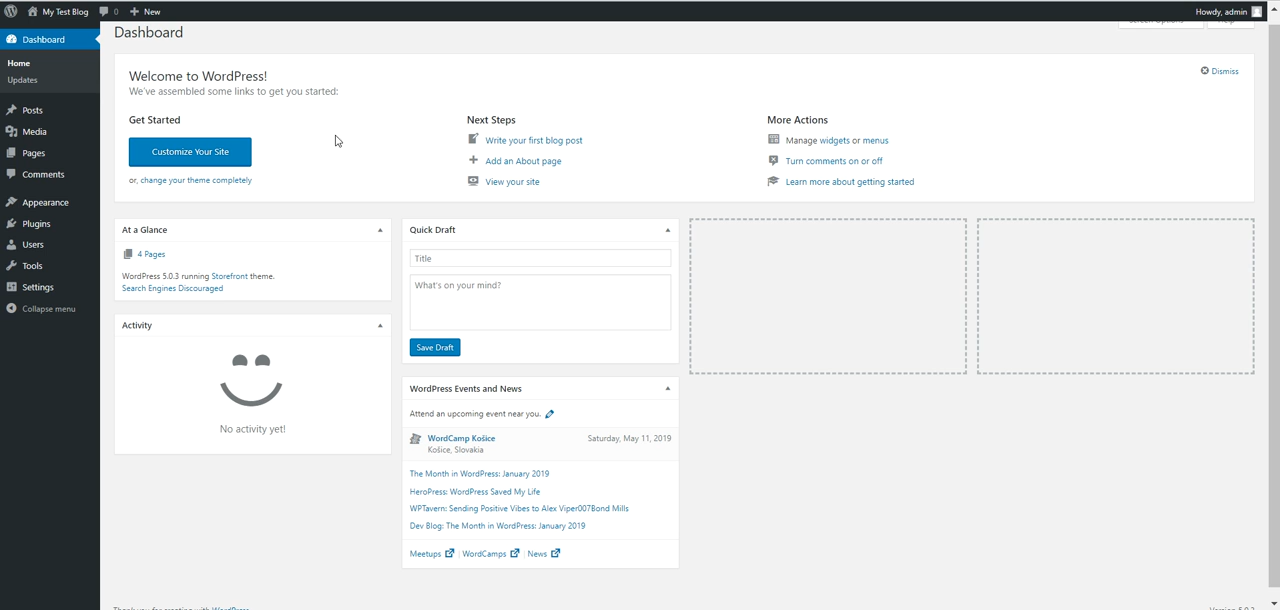 My Test Blog 0 New Howdy, admin
Dashboard
Home
Updates
Posts
Media
Pages
Comments
Appearance
Plugins
Users
Tools
Settings
Collapse menu
Dashboard
Welcome to WordPress!
We've assembled some links to get you started:
Dismiss
Get Started
Customize Your Site
or, change your theme completely
Next Steps
Write your first blog post
Add an About page
View your site
More Actions
Manage widgets or menus
Turn comments on or off
Learn more about getting started
At a Glance
4 Pages
WordPress 5.0.3 running Storefront theme.
Search Engines Discouraged
Activity
No activity yet!
Quick Draft
Title
What's on your mind?
Save Draft
WordPress Events and News
Attend an upcoming event near you.
WordCamp Košice Saturday, May 11, 2019
Košice, Slovakia
The Month in WordPress: January 2019
HeroPress: WordPress Saved My Life
WPTavern: Sending Positive Vibes to Alex Viper007Bond Mills
Dev Blog: The Month in WordPress: January 2019
Meetups | WordCamps | News